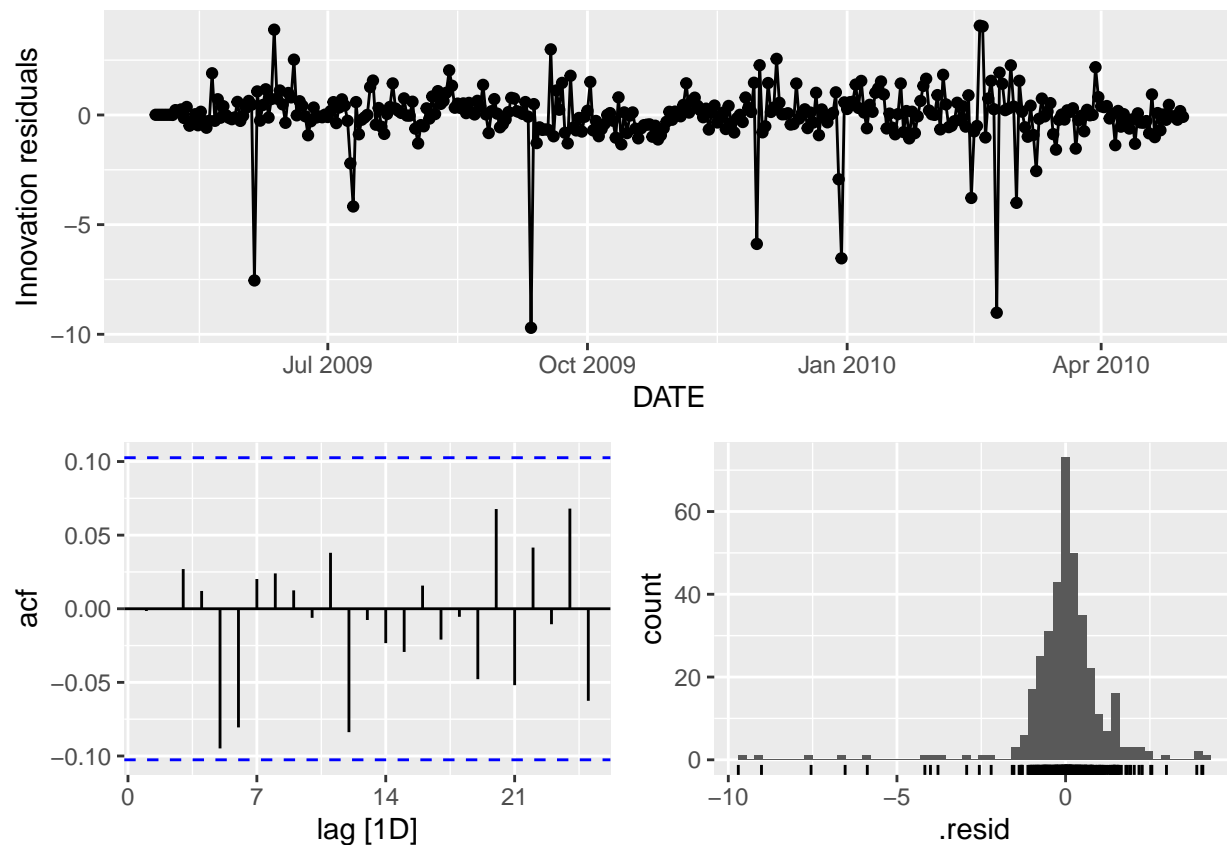 Innovation residuals
0
−5
−10
Jul 2009
Oct 2009
Jan 2010
Apr 2010
DATE
acf
0.10
0.05
0.00
−0.05
−0.10
0
7
14
21
lag [1D]
count
60
40
20
0
−10
−5
0
.resid